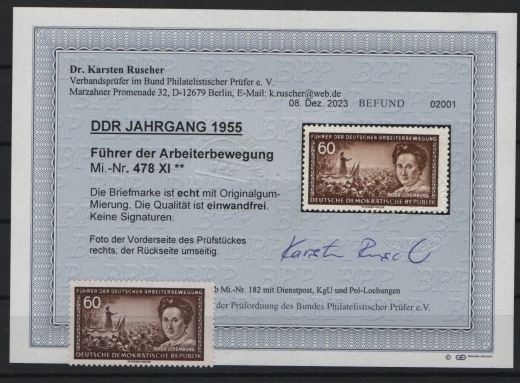 Dr. Karsten Ruscher
Verbandsprüfer im Bund Philatelistischer Prüfer e. V.
Marzahner Promenade 32, D-12679 Berlin, E-Mail: k.ruscher@web.de
08. Dez. 2023 BEFUND 02001
DDR JAHRGANG 1955
Führer der Arbeiterbewegung
Mi.-Nr. 478 XI **
Die Briefmarke ist echt mit Originalgum-
Mierung. Die Qualität ist einwandfrei.
Keine Signaturen.
Foto der Vorderseite des Prüfstückes
rechts, der Rückseite umseitig.
FÜHRER DER DEUTSCHEN ARBEITERBEWEGUNG
60
ROSA LUXEMBURG
DEUTSCHE DEMOKRATISCHE REPUBLIK
Karsten Rusch
b Mi.-Nr. 182 mit Dienstpost, KgU und Pol-Lochungen
der Prüfordnung des Bundes Philatelistischer Prüfer e.V.
FÜHRER DER DEUTSCHEN ARBEITERBEWEGUNG
60
ROSA LUXEMBURG
DEUTSCHE DEMOKRATISCHE REPUBLIK